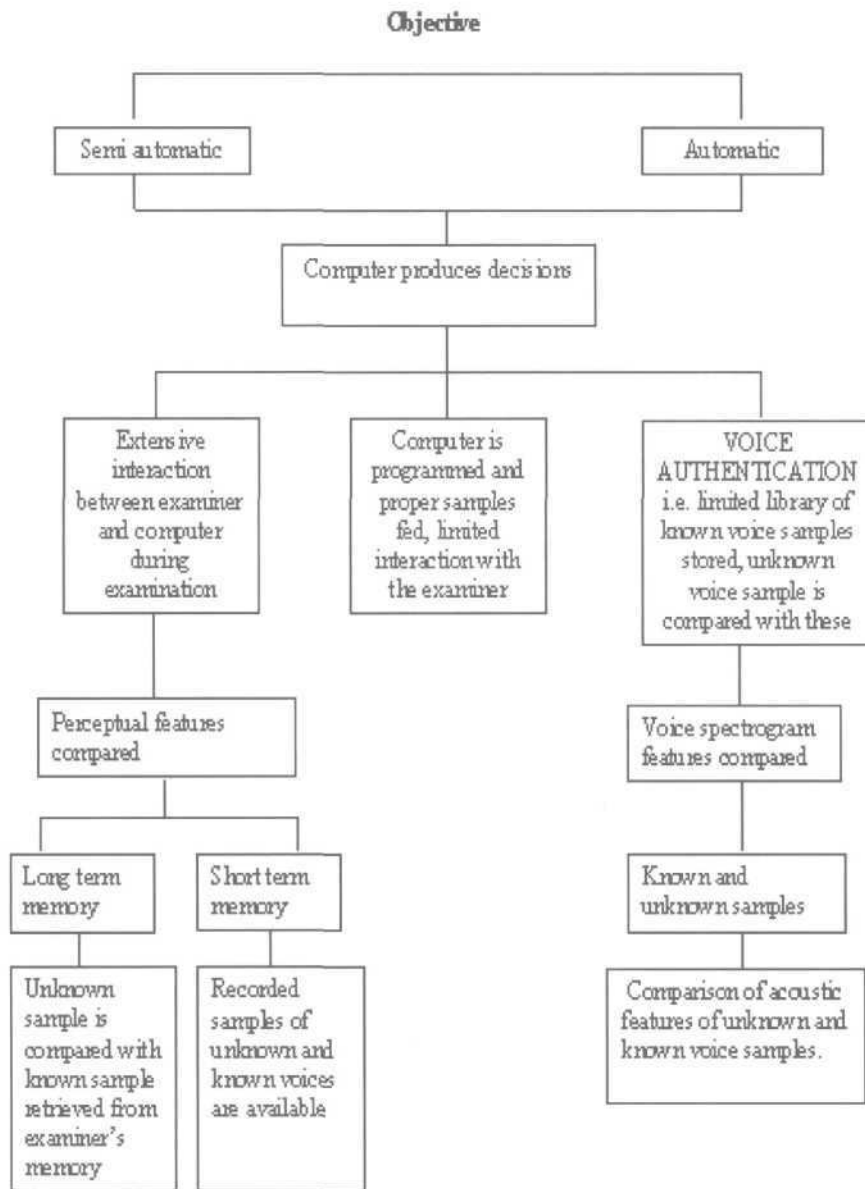 Objective
Semi automatic
Automatic
Computer produces decisions
Extensive
interaction
between examiner
and computer
during
examination
Computer is
programmed and
proper samples
fed, limited
interaction with
the examiner
VOICE
AUTHENTICATION
i.e. limited library of
known voice samples
stored, unknown
voice sample is
compared with these
Perceptual features
compared
Voice spectrogram
features compared
Long term
memory
Short term
memory
Known and
unknown samples
Unknown
sample is
compared with
known sample
retrieved from
examiner's
memory
Recorded
samples of
unknown and
known voices
are available
Comparison of acoustic
features of unknown and
known voice samples.